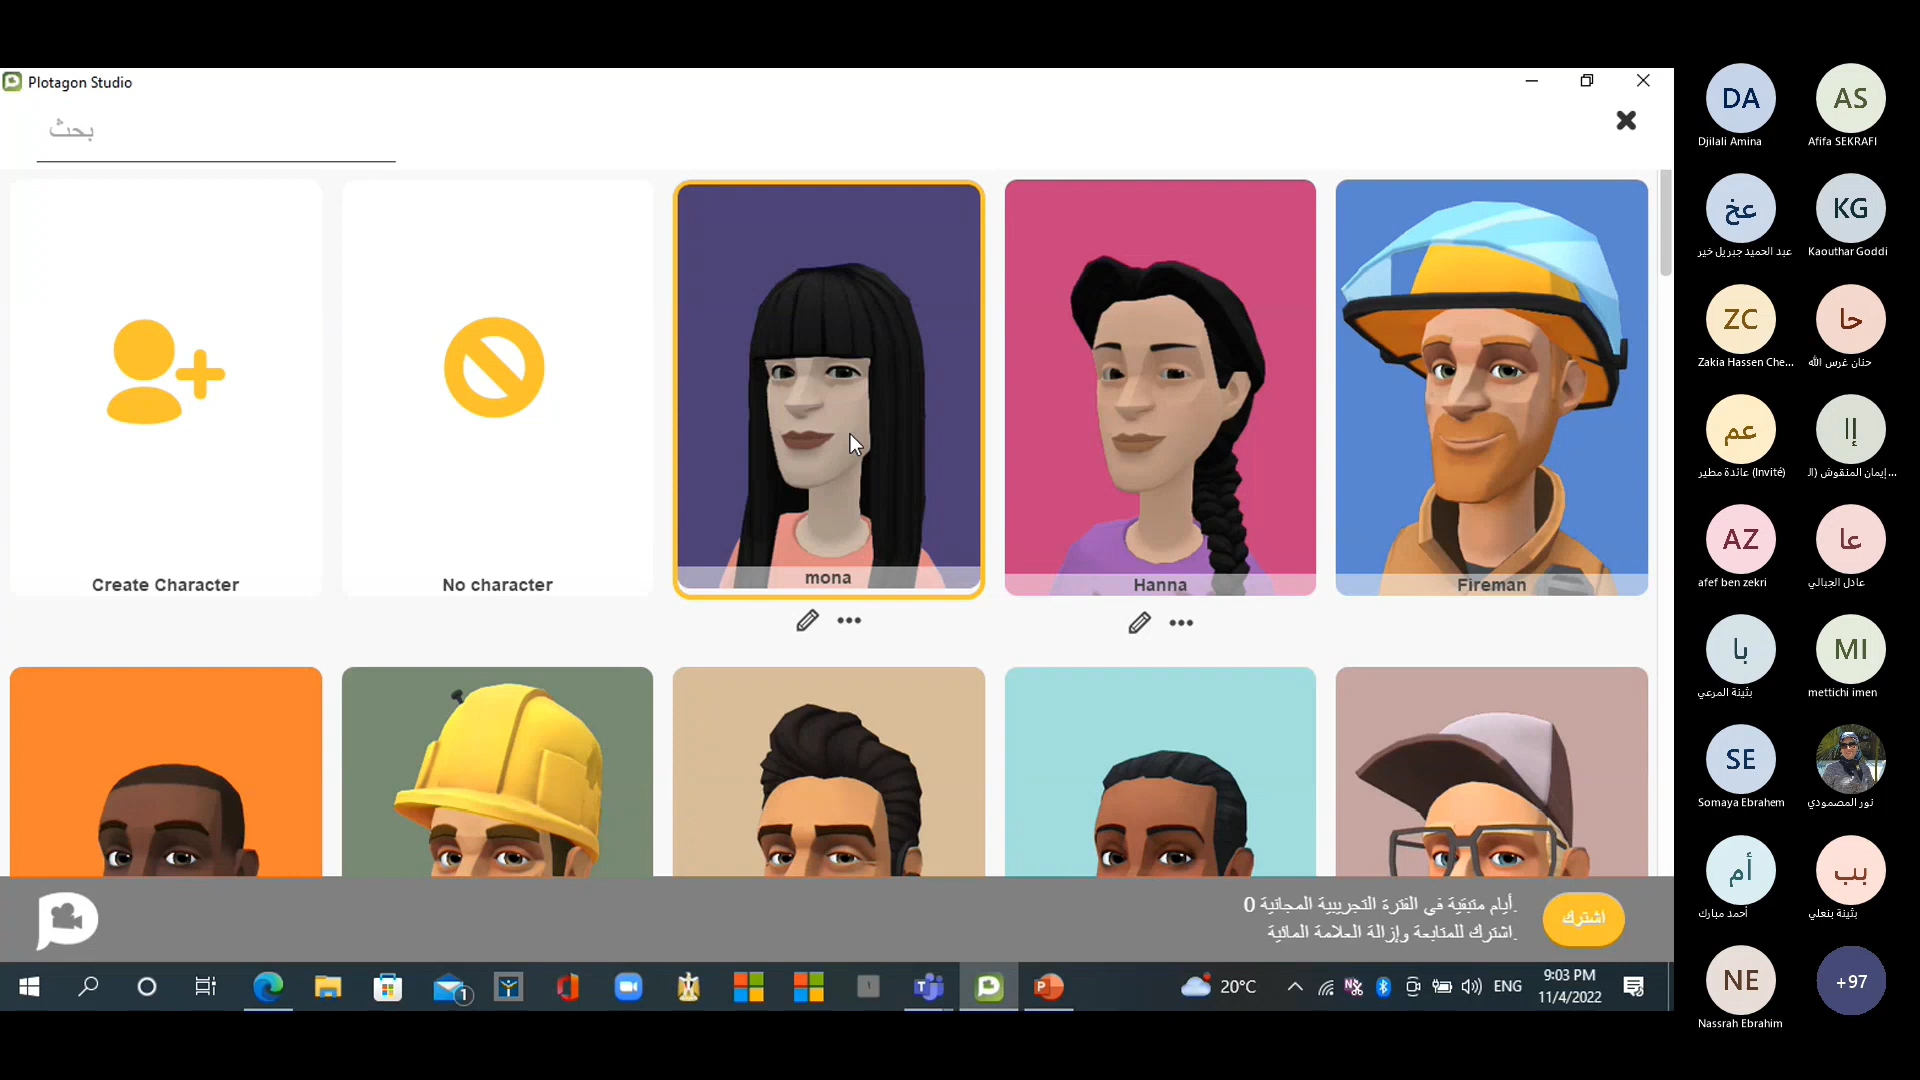 Plotagon Studio
بحث
Create Character
No character
mona
Hanna
Fireman
أيام متبقية في الفترة التجريبية المجانية 0.
اشترك للمتابعة وإزالة العلامة المائية.
اشترك
1
20°C
ENG
9:03 PM
11/4/2022
DA
Djilali Amina
AS
Afifa SEKRAFI
عخ
عبد الحميد جبريل خير
KG
Kaouthar Goddi
ZC
Zakia Hassen Che...
حا
حنان غرس الله
عم
عائدة مطير (Invité)
إا
إيمان المنقوش (ال...
AZ
afef ben zekri
عا
عادل الجبالي
با
بثينة المرعي
MI
mettichi imen
SE
Somaya Ebrahem
نور المصمودي
أم
أحمد مبارك
بب
بثينة بنعلي
NE
Nassrah Ebrahim
+97